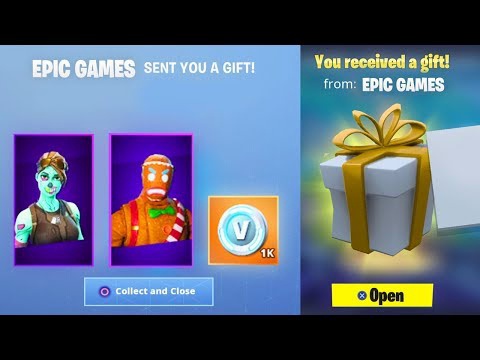 EPIC GAMES SENT YOU A GIFT!
V
1K
Collect and Close
You received a gift!
from: EPIC GAMES
Open